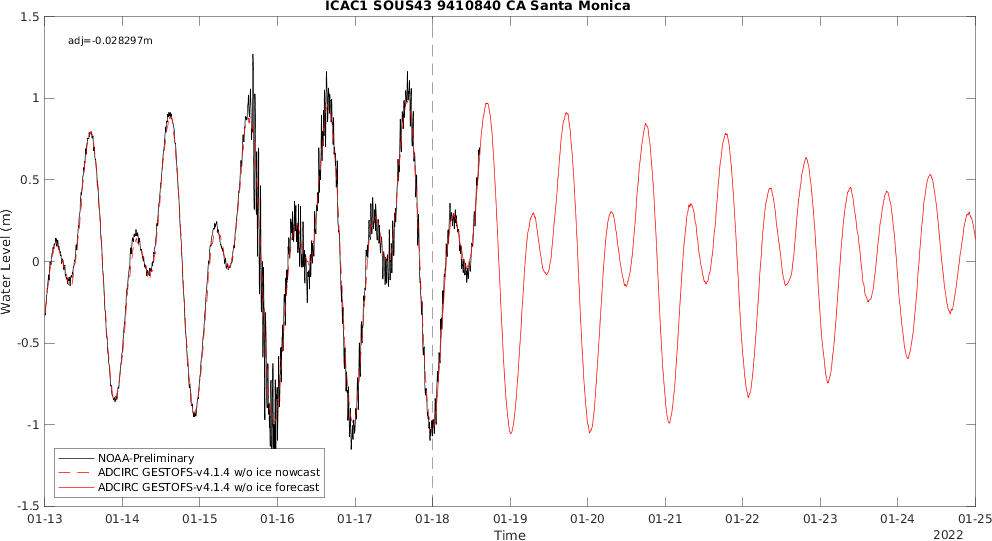 ICAC1 SOUS43 9410840 CA Santa Monica
adj=-0.028297m
1.5
1
0.5
0
-0.5
-1
-1.5
Water Level (m)
NOAA-Preliminary
ADCIRC GESTOFS-v4.1.4 w/o ice nowcast
ADCIRC GESTOFS-v4.1.4 w/o ice forecast
01-13 01-14 01-15 01-16 01-17 01-18 01-19 01-20 01-21 01-22 01-23 01-24 01-25
Time
2022